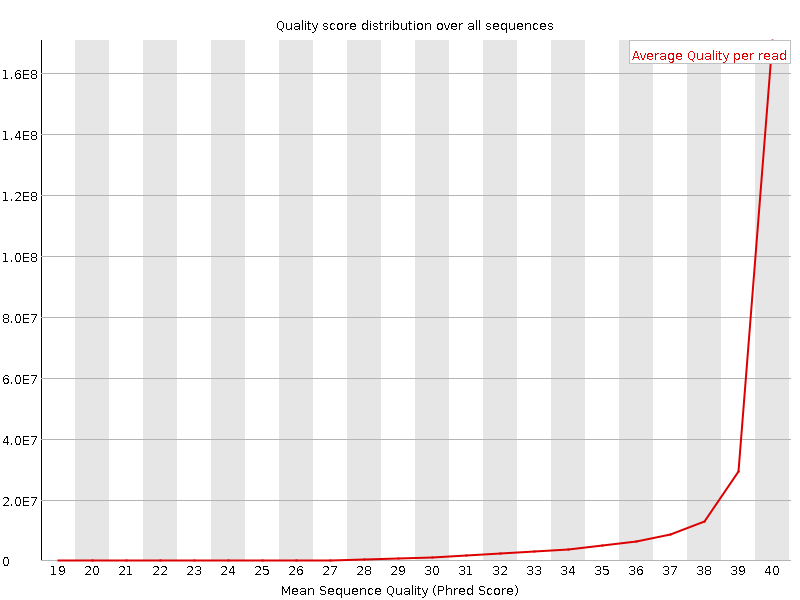 Quality score distribution over all sequences
Average Quality per read
1.6E8
1.4E8
1.2E8
1.0E8
8.0E7
6.0E7
4.0E7
2.0E7
0
19 20 21 22 23 24 25 26 27 28 29 30 31 32 33 34 35 36 37 38 39 40
Mean Sequence Quality (Phred Score)